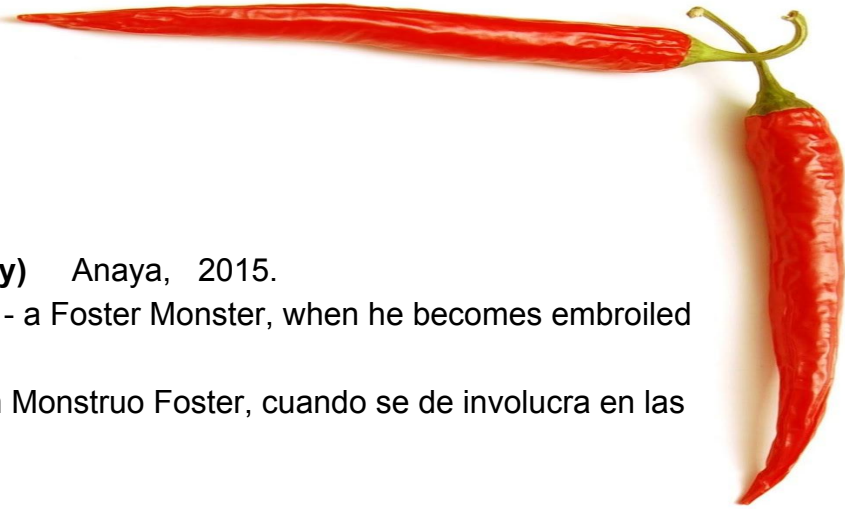 y) Anaya, 2015.
- a Foster Monster, when he becomes embroiled
Monstruo Foster, cuando se de involucra en las